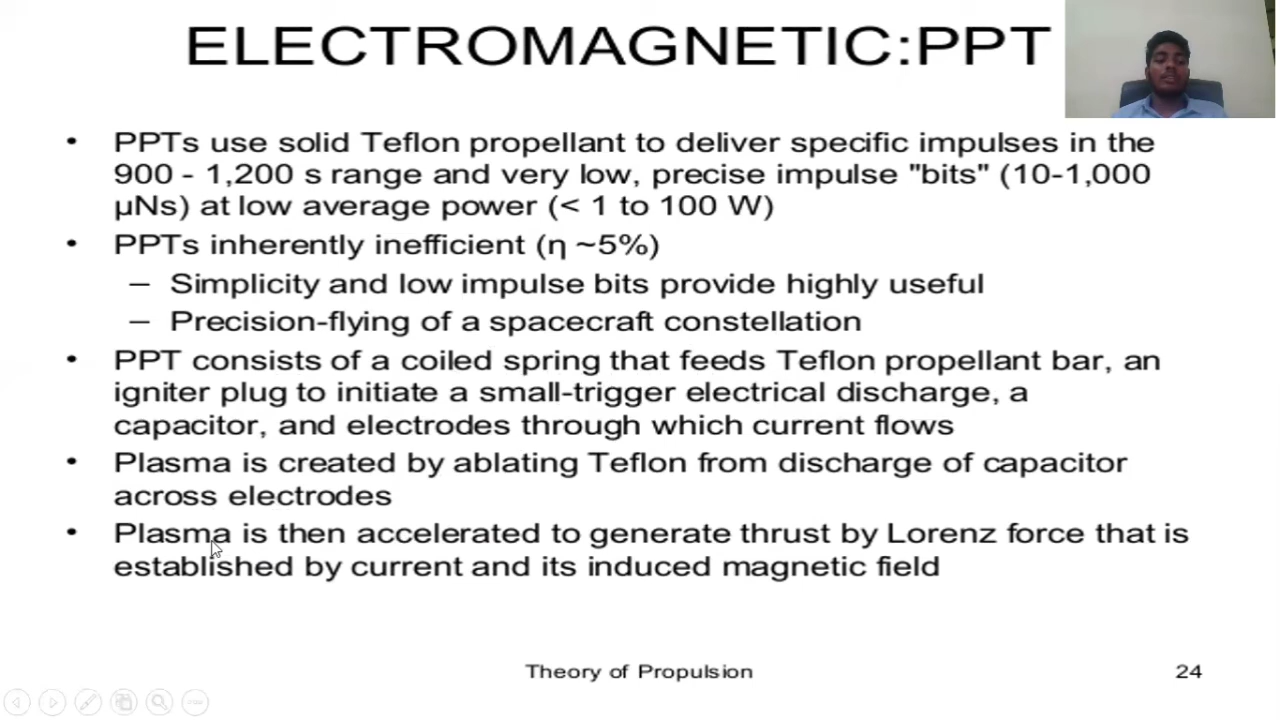 ELECTROMAGNETIC:PPT
• PPTs use solid Teflon propellant to deliver specific impulses in the
900 - 1,200 s range and very low, precise impulse "bits" (10-1,000
μNs) at low average power (< 1 to 100 W)
• PPTs inherently inefficient (η ~5%)
– Simplicity and low impulse bits provide highly useful
– Precision-flying of a spacecraft constellation
• PPT consists of a coiled spring that feeds Teflon propellant bar, an
igniter plug to initiate a small-trigger electrical discharge, a
capacitor, and electrodes through which current flows
• Plasma is created by ablating Teflon from discharge of capacitor
across electrodes
• Plasma is then accelerated to generate thrust by Lorenz force that is
established by current and its induced magnetic field
Theory of Propulsion
24